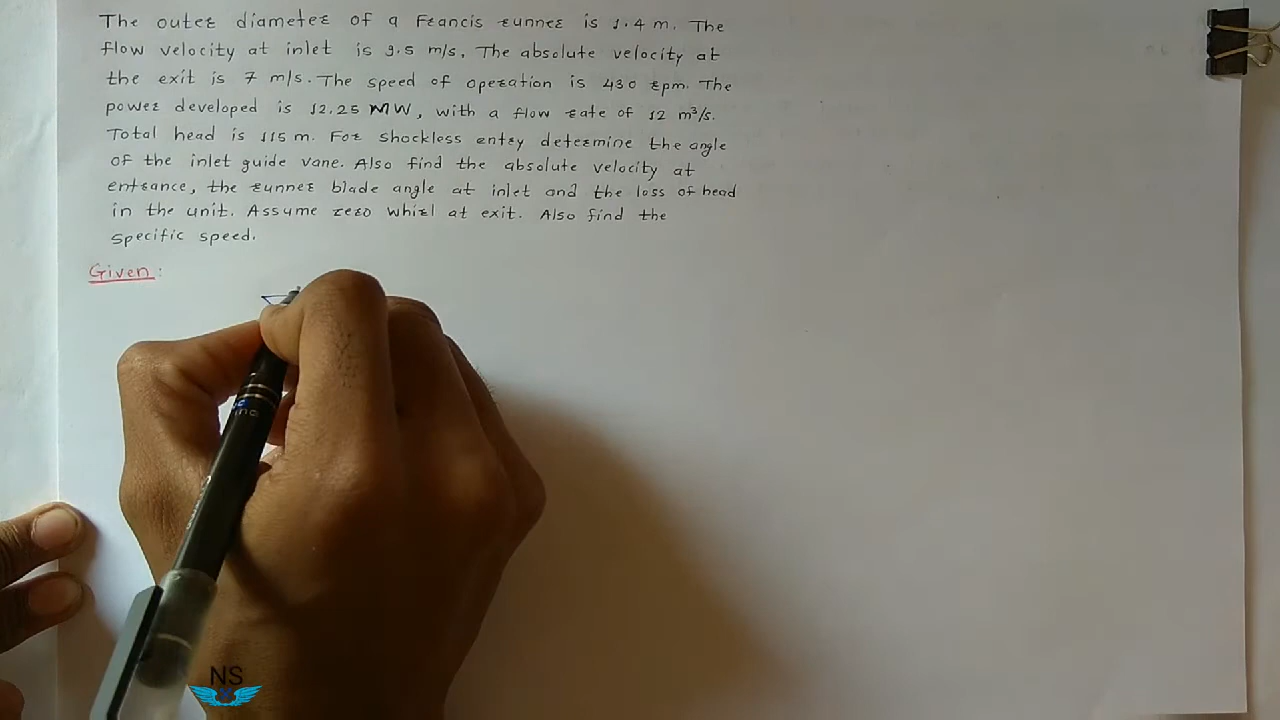 The outer diameter of a Francis runner is 1.4 m. The
flow velocity at inlet is 9.5 m/s. The absolute velocity at
the exit is 7 m/s. The speed of operation is 430 rpm. The
power developed is 12.25 MW, with a flow rate of 12 m³/s.
Total head is 115 m. For shockless entry determine the angle
of the inlet guide vane. Also find the absolute velocity at
entrance, the runner blade angle at inlet and the loss of head
in the unit. Assume zero whirl at exit. Also find the
specific speed.
Given:
NS